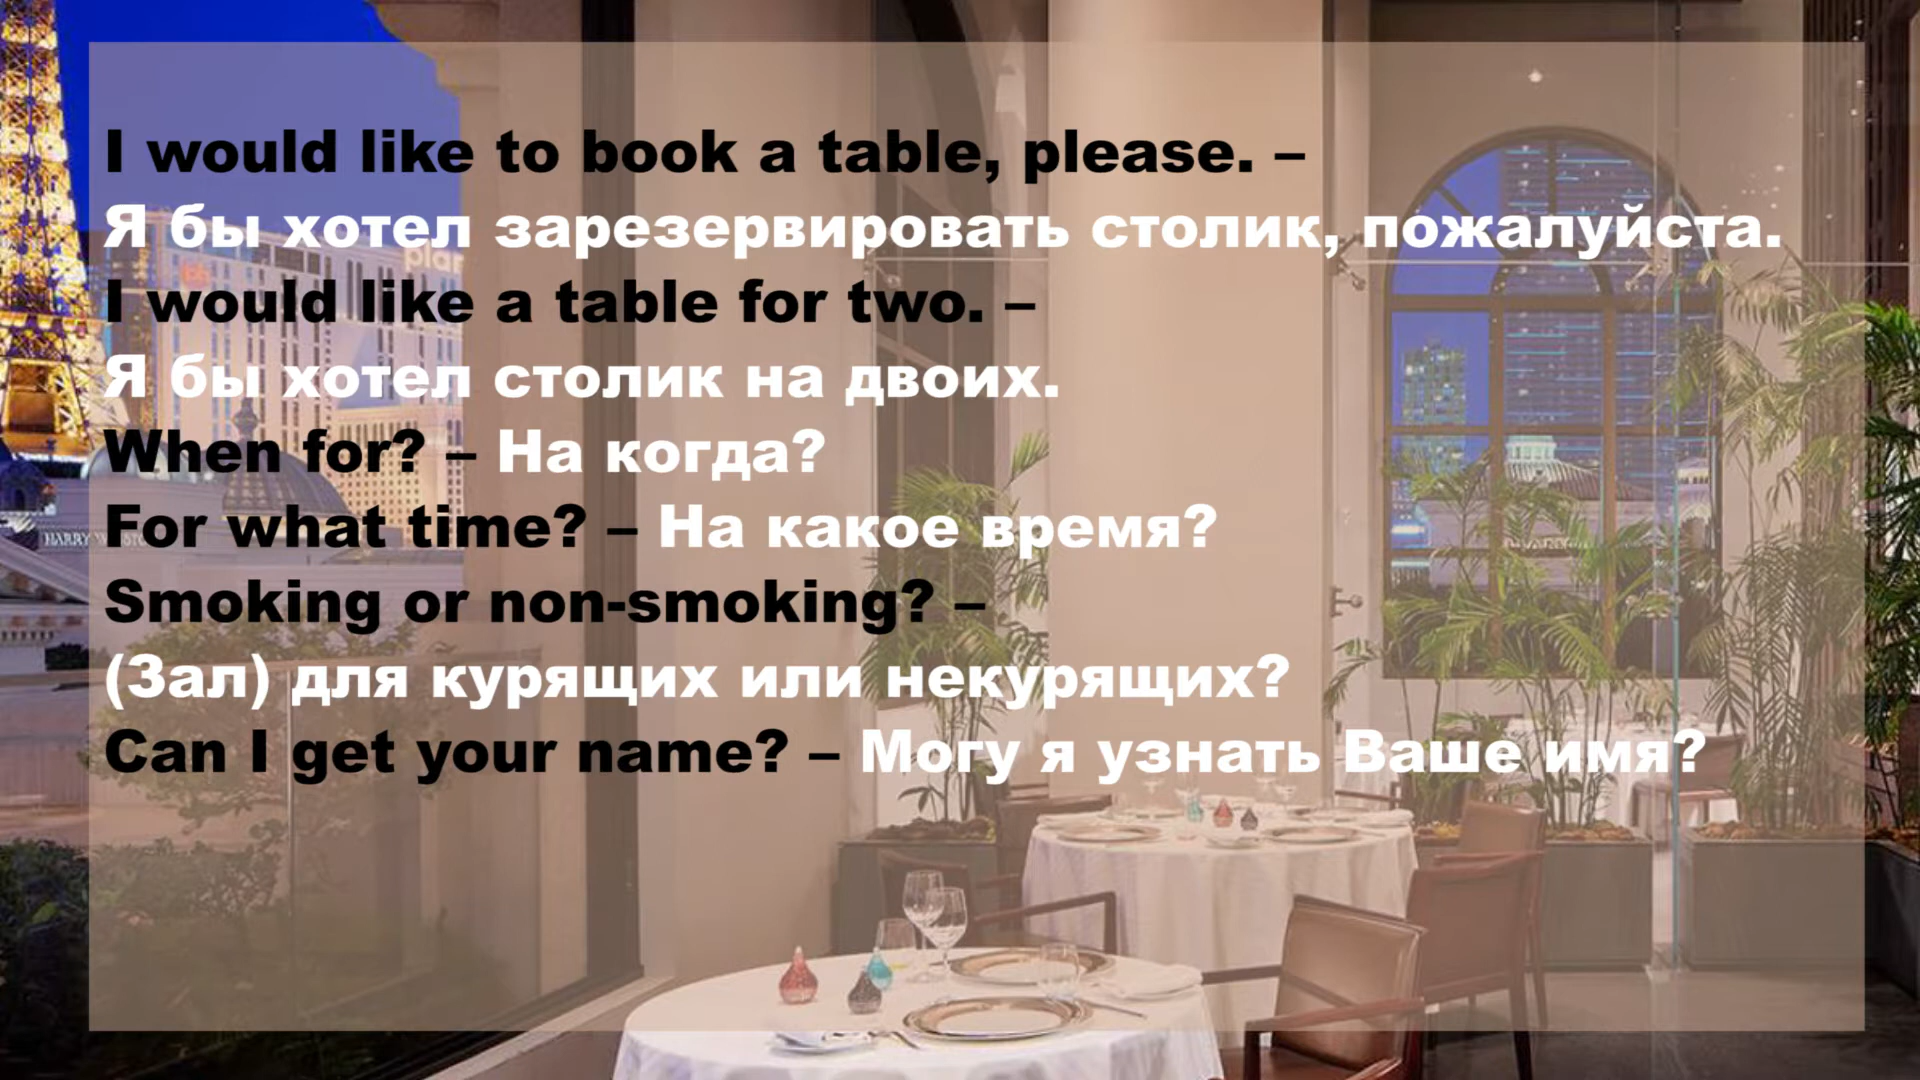 I would like to book a table, please. –
Я бы хотел зарезервировать столик, пожалуйста.
I would like a table for two. –
Я бы хотел столик на двоих.
When for? – На когда?
For what time? – На какое время?
Smoking or non-smoking? –
(Зал) для курящих или некурящих?
Can I get your name? – Могу я узнать Ваше имя?
HARRY